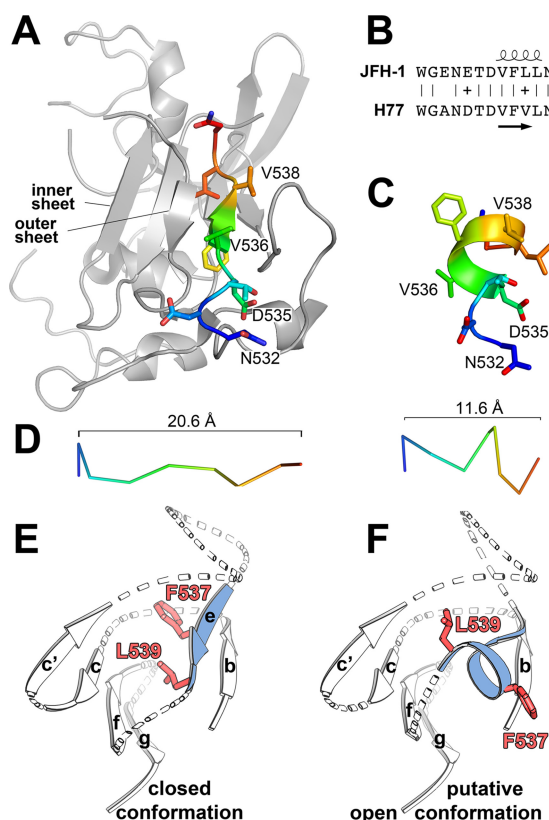 A
inner
sheet
outer
sheet
V538
V536
D535
N532
B
JFH-1 WGENETDVFLLN
H77 WGANDTDVFVLN
C
V538
V536
D535
N532
D
20.6 Å
11.6 Å
E
F537
e
L539
c'
c
b
f
g
closed
conformation
F
L539
c'
c
b
F537
f
g
open
putative
conformation